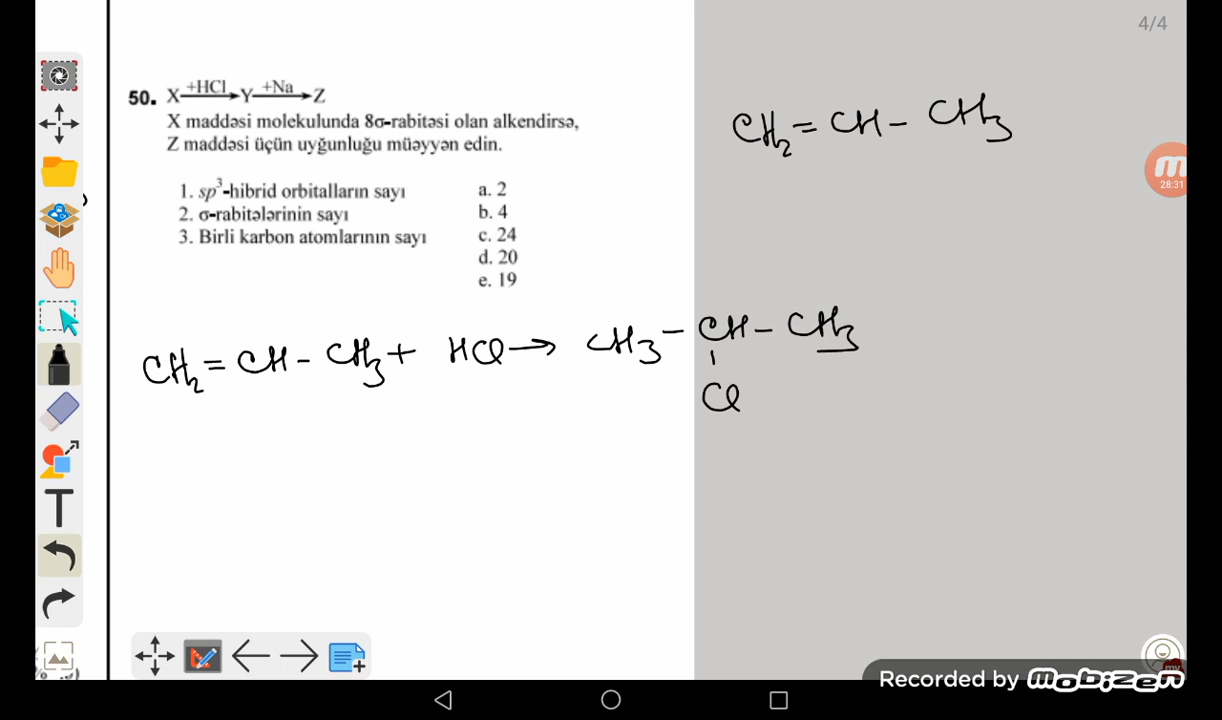 4/4
50. X +HCl→ Y +Na→ Z
X maddəsi molekulunda 8σ-rabitəsi olan alkendirsə,
Z maddəsi üçün uyğunluğu müəyyən edin.
1. sp³-hibrid orbitalların sayı a. 2
2. σ-rabitələrinin sayı b. 4
3. Birli karbon atomlarının sayı c. 24
d. 20
e. 19
CH₂ = CH - CH₃
CH₂ = CH - CH₃ + HCl → CH₃ - CH - CH₃
Cl
28:31
T
Recorded by mobizen